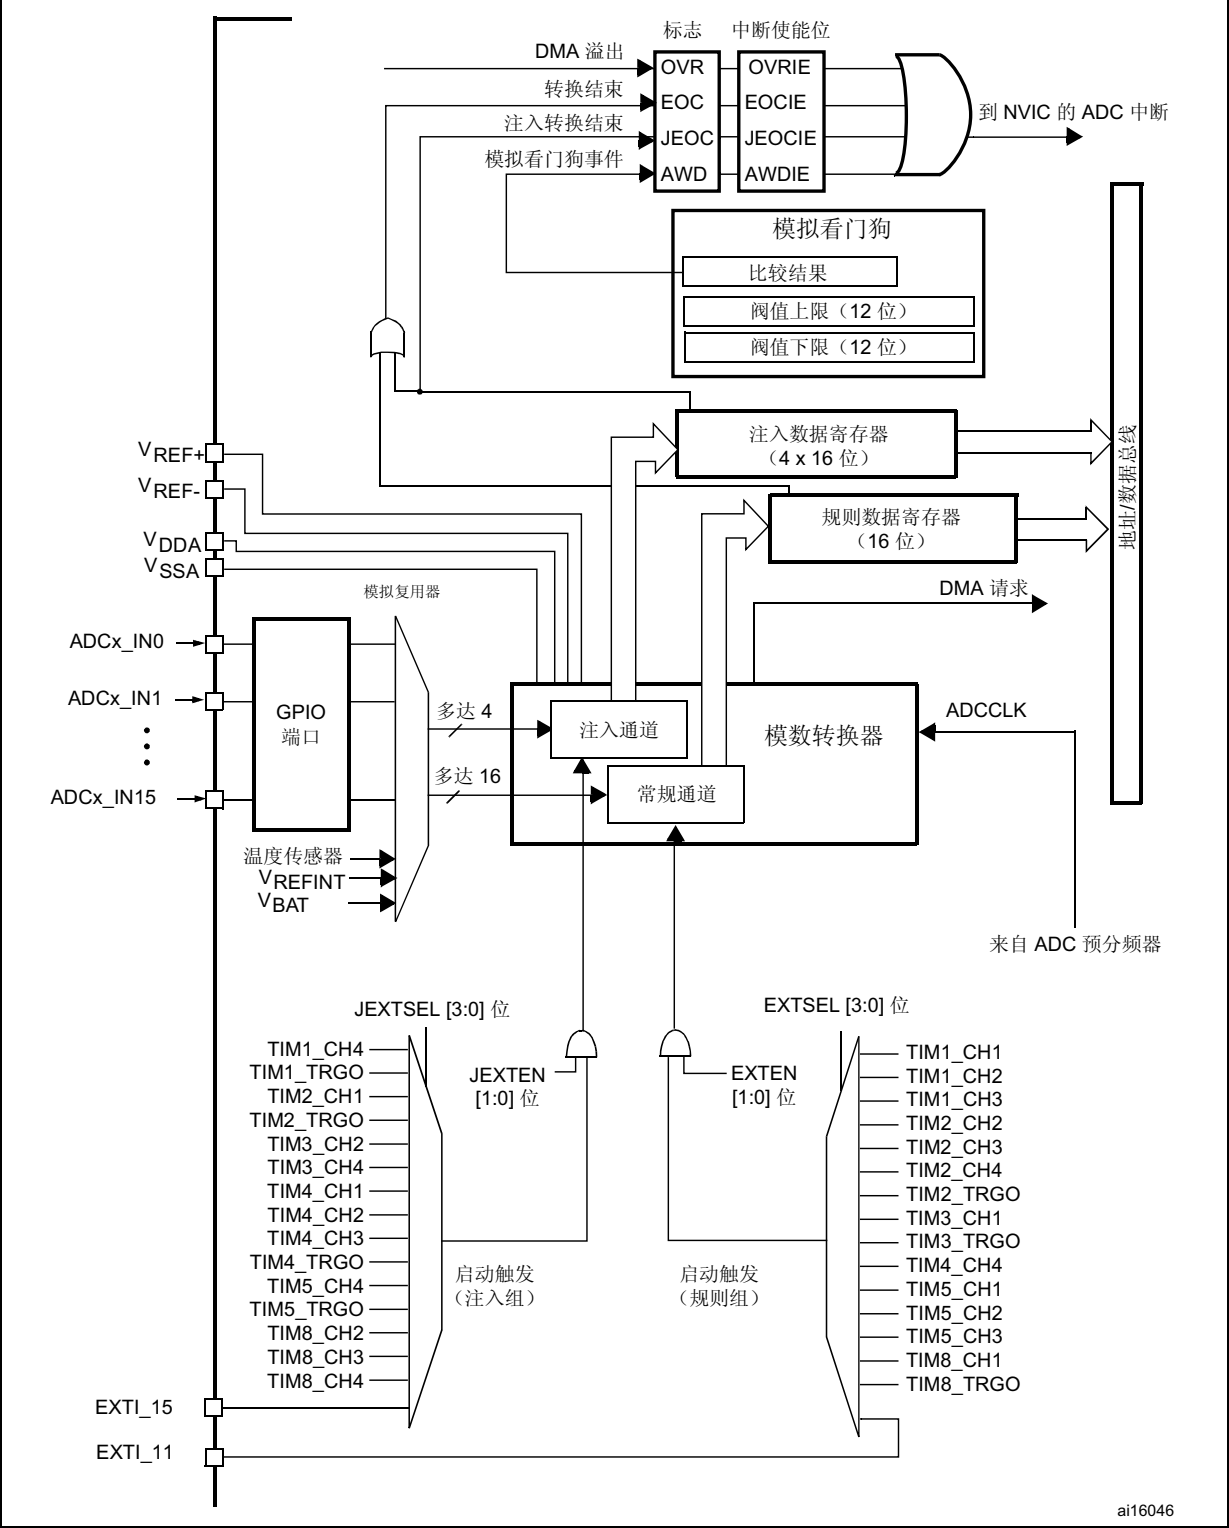 标志
中断使能位
DMA 溢出
OVR
OVRIE
转换结束
EOC
EOCIE
到 NVIC 的 ADC 中断
注入转换结束
JEOC
JEOCIE
模拟看门狗事件
AWD
AWDIE
模拟看门狗
比较结果
阀值上限（12 位）
阀值下限（12 位）
注入数据寄存器
（4 x 16 位）
规则数据寄存器
（16 位）
地址/数据总线
VREF+
VREF-
VDDA
VSSA
DMA 请求
模拟复用器
ADCx_IN0
ADCx_IN1
ADCx_IN15
GPIO
端口
多达 4
多达 16
注入通道
常规通道
模数转换器
ADCCLK
温度传感器
VREFINT
VBAT
来自 ADC 预分频器
JEXTSEL [3:0] 位
EXTSEL [3:0] 位
JEXTEN
[1:0] 位
EXTEN
[1:0] 位
TIM1_CH4
TIM1_TRGO
TIM2_CH1
TIM2_TRGO
TIM3_CH2
TIM3_CH4
TIM4_CH1
TIM4_CH2
TIM4_CH3
TIM4_TRGO
TIM5_CH4
TIM5_TRGO
TIM8_CH2
TIM8_CH3
TIM8_CH4
启动触发
（注入组）
启动触发
（规则组）
TIM1_CH1
TIM1_CH2
TIM1_CH3
TIM2_CH2
TIM2_CH3
TIM2_CH4
TIM2_TRGO
TIM3_CH1
TIM3_TRGO
TIM4_CH4
TIM5_CH1
TIM5_CH2
TIM5_CH3
TIM8_CH1
TIM8_TRGO
EXTI_15
EXTI_11
ai16046